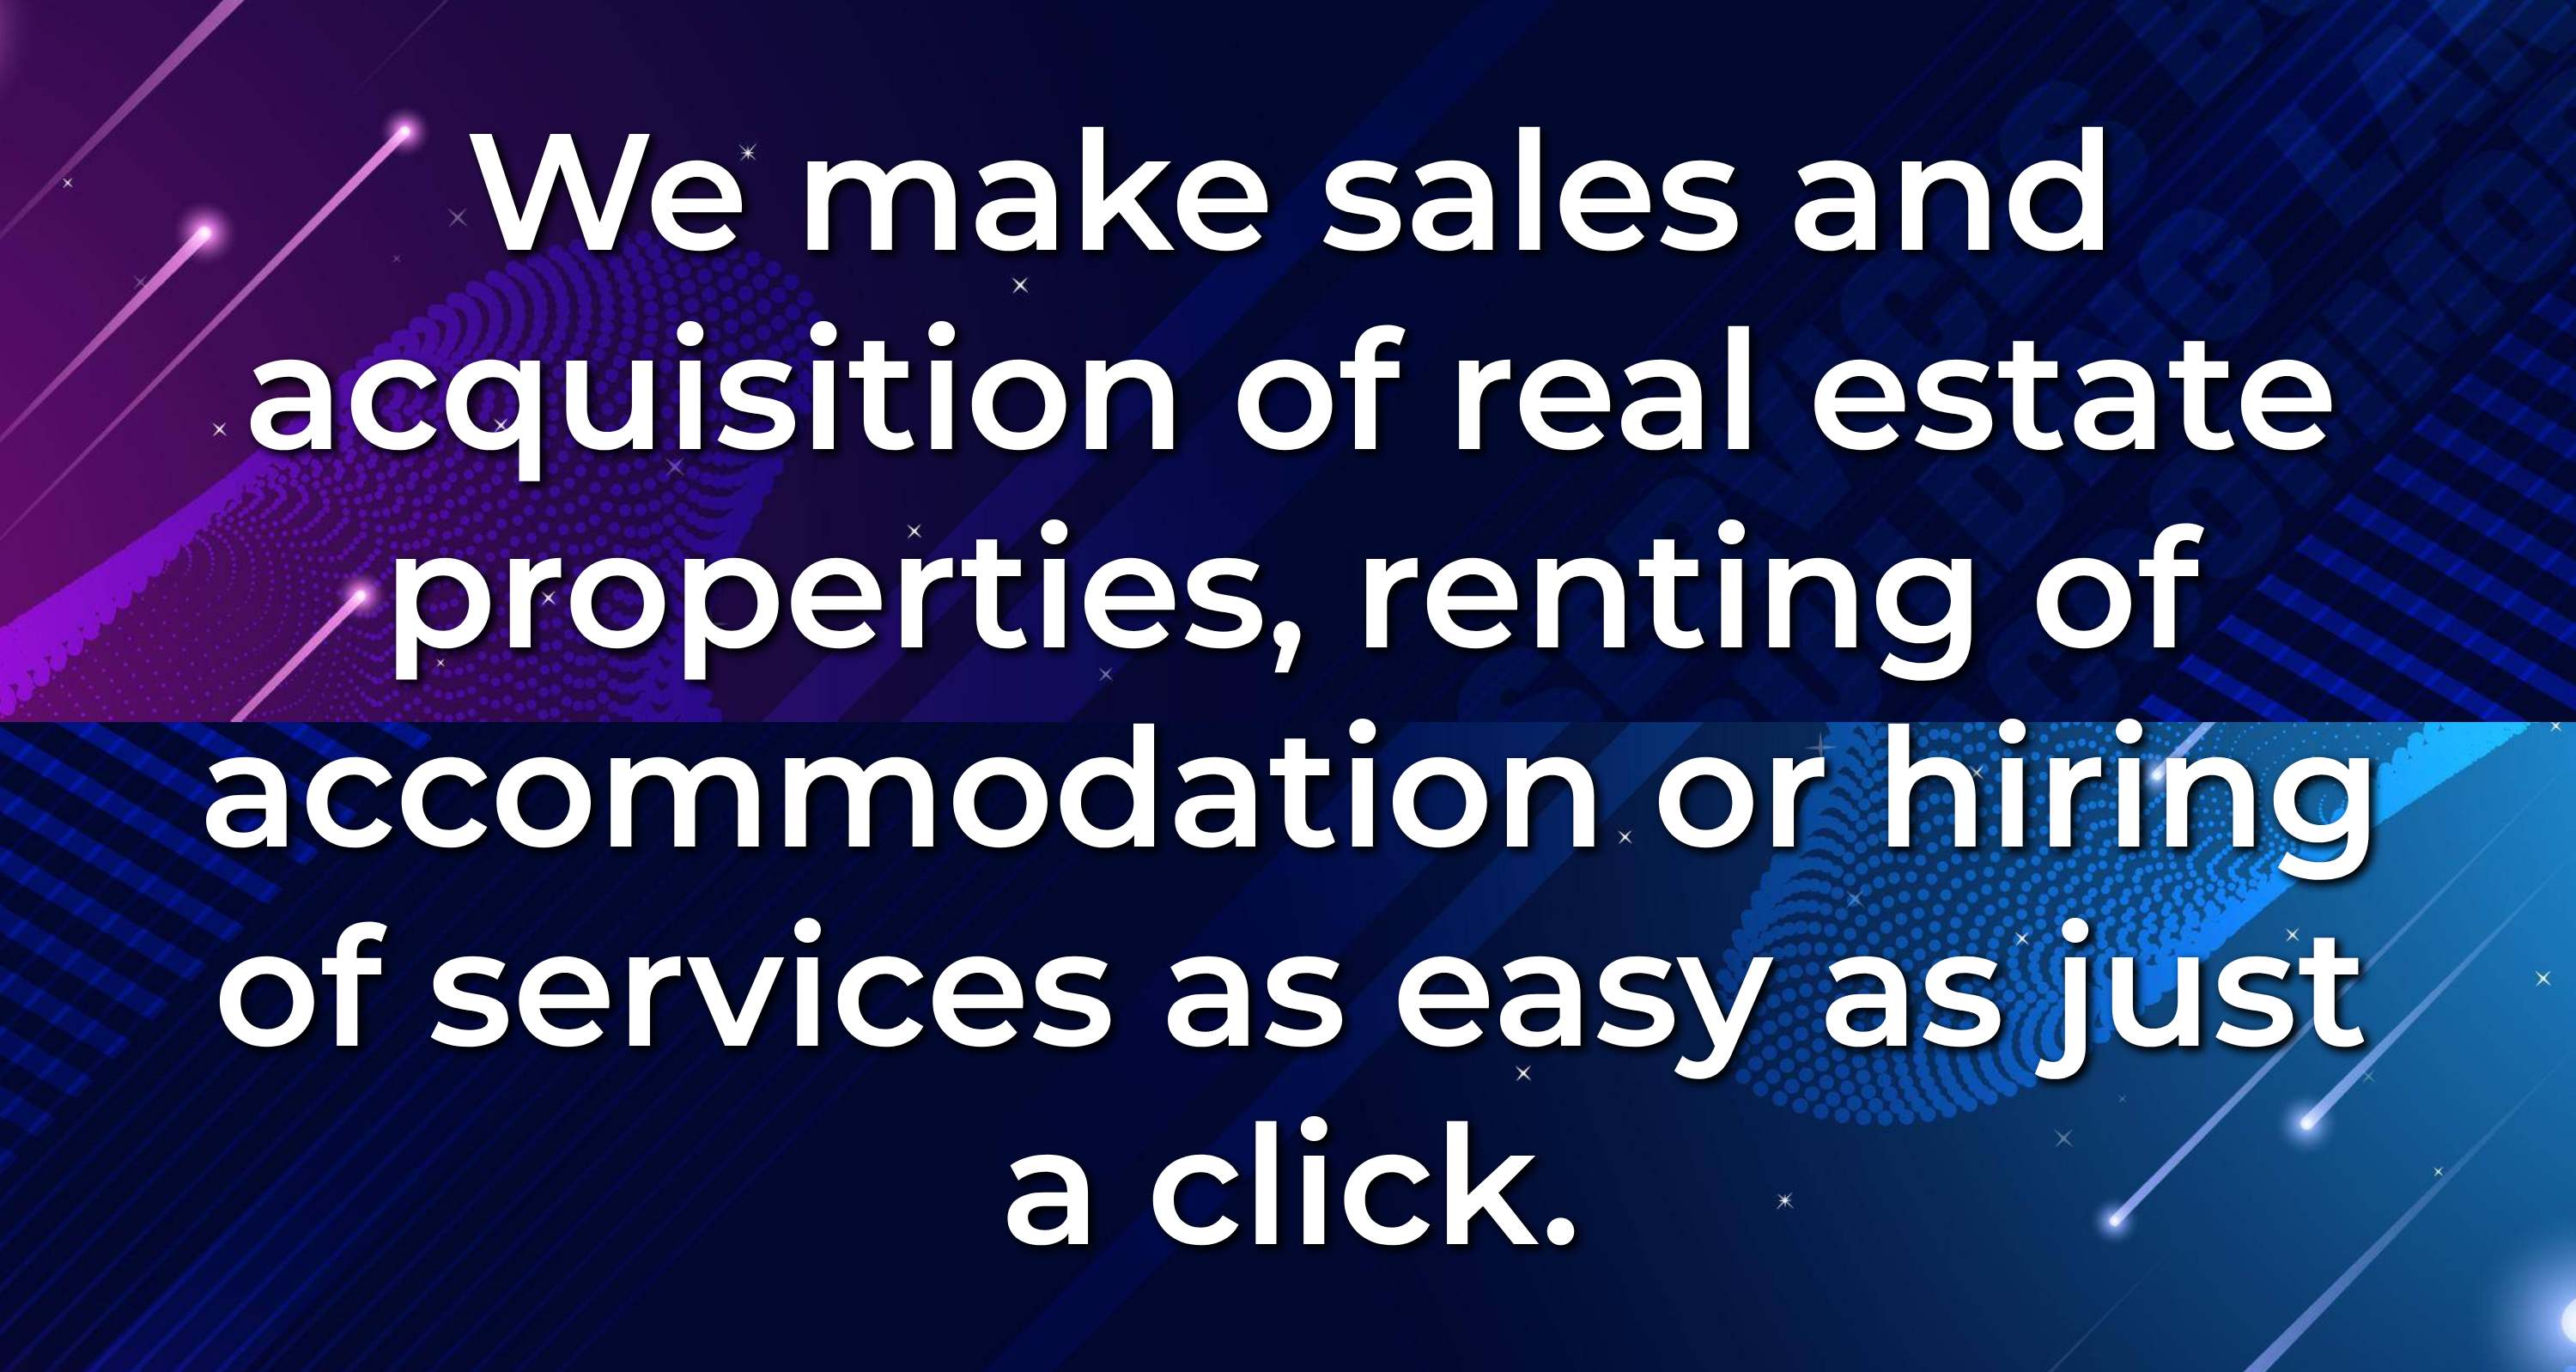 We make sales and
acquisition of real estate
properties, renting of
accommodation or hiring
of services as easy as just
a click.